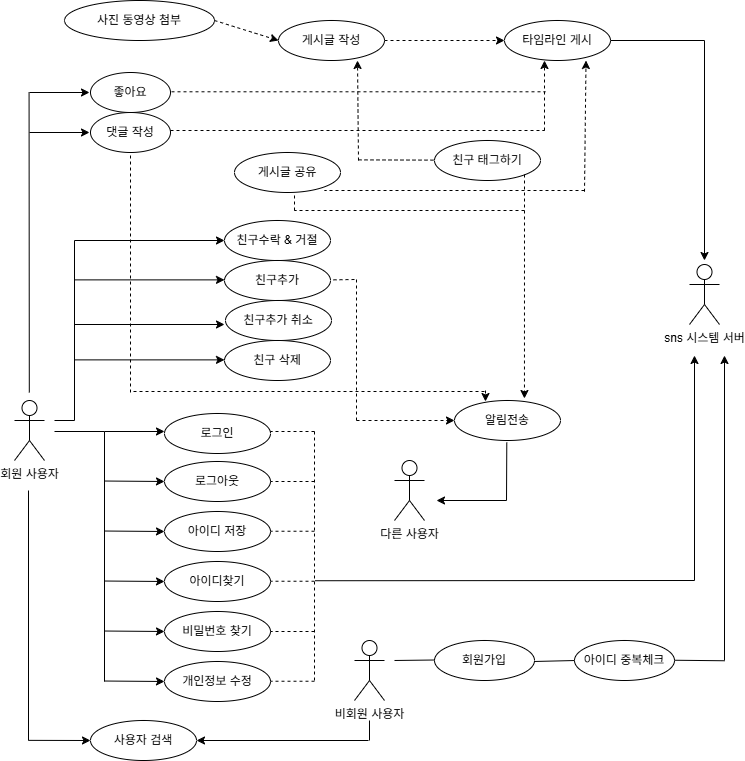 사진 동영상 첨부
게시글 작성
타임라인 게시
좋아요
댓글 작성
친구 태그하기
게시글 공유
친구수락 & 거절
친구추가
친구추가 취소
친구 삭제
sns 시스템 서버
회원 사용자
로그인
알림전송
로그아웃
다른 사용자
아이디 저장
아이디찾기
비밀번호 찾기
개인정보 수정
회원가입
아이디 중복체크
비회원 사용자
사용자 검색